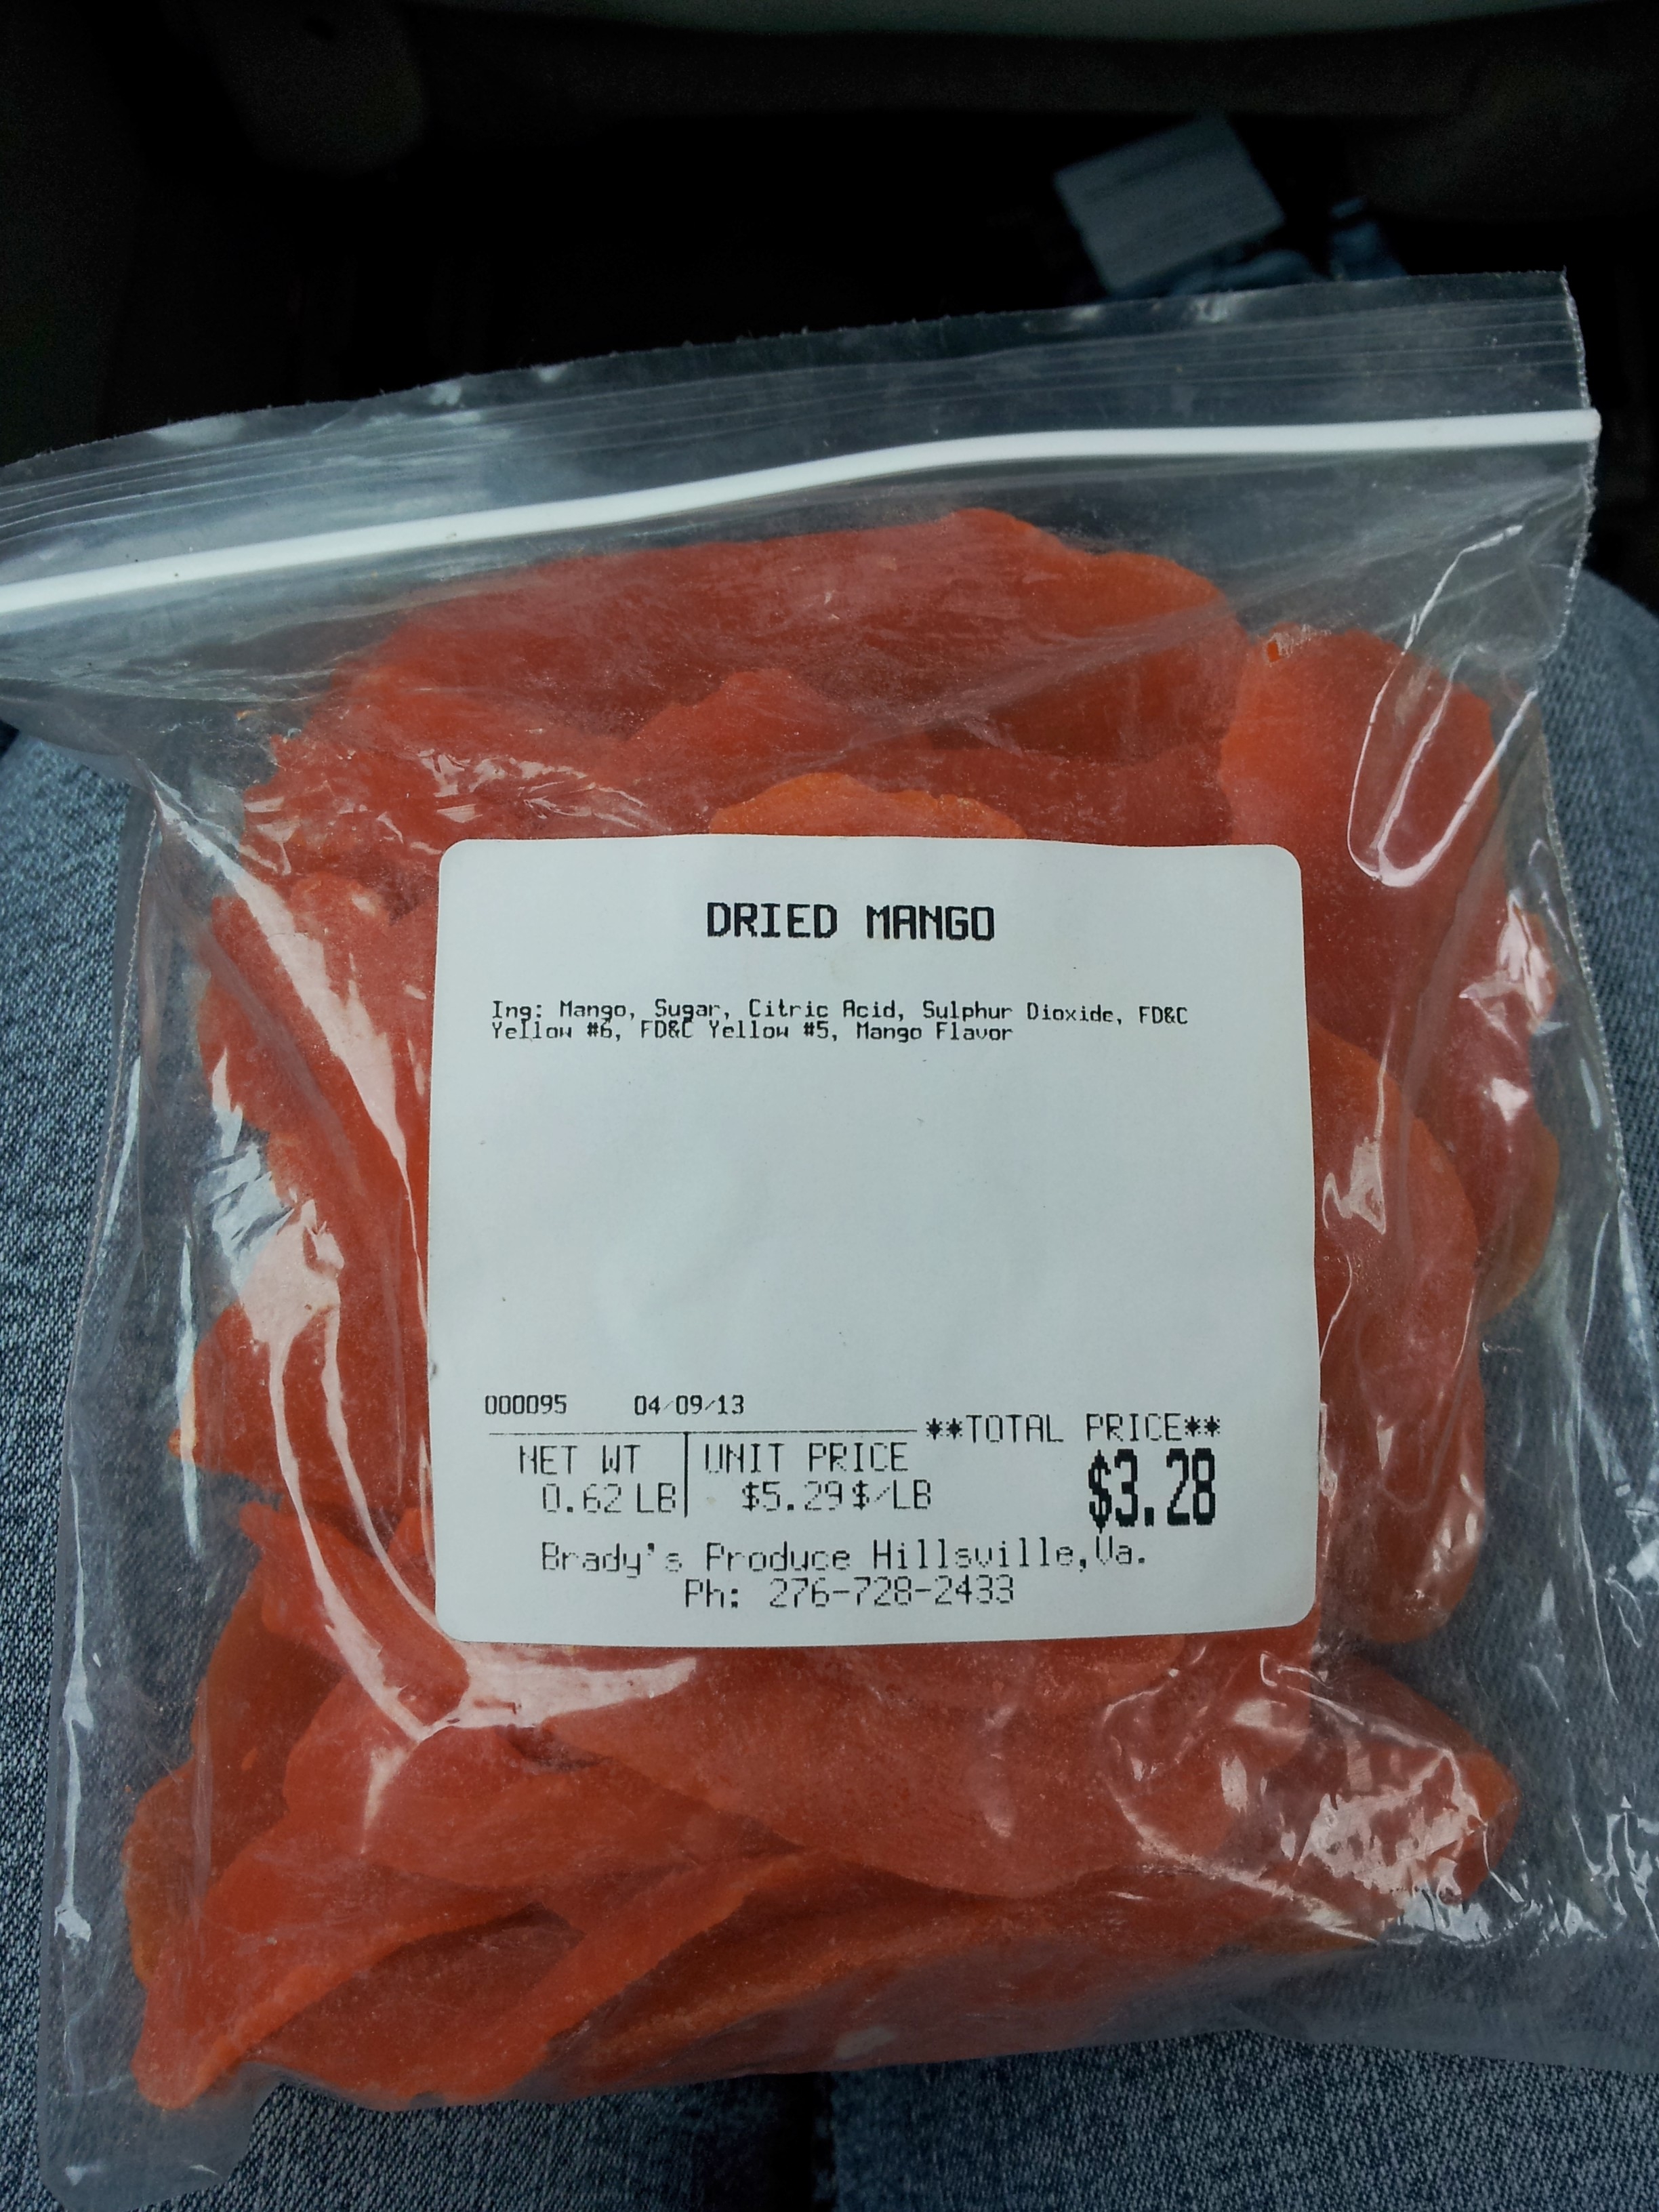 DRIED MANGO
Ing: Mango, Sugar, Citric Acid, Sulphur Dioxide, FD&C
Yellow #6, FD&C Yellow #5, Mango Flavor
000095 04/09/13
**TOTAL PRICE**
NET WT UNIT PRICE
0.62 LB $5.29 $/LB $3.28
Brady's Produce Hillsville,Va.
Ph: 276-728-2433